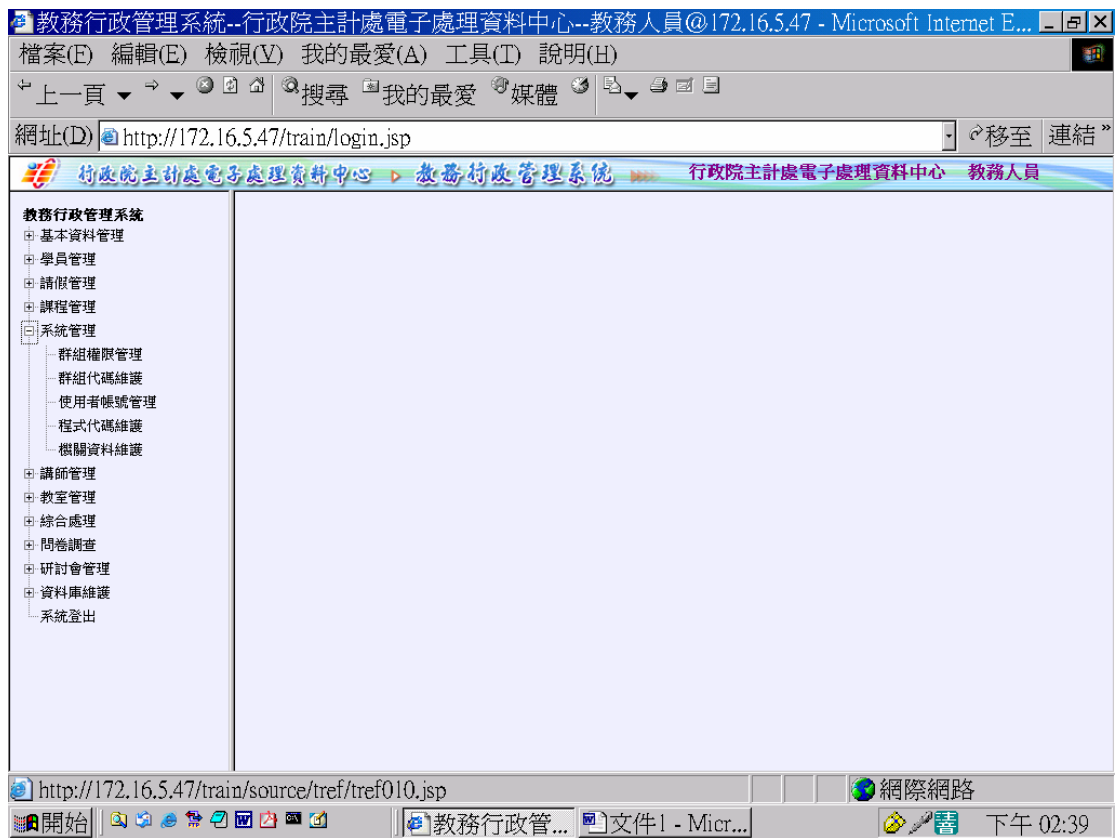 教務行政管理系統--行政院主計處電子處理資料中心--教務人員@172.16.5.47 - Microsoft Internet E...
檔案(F) 編輯(E) 檢視(V) 我的最愛(A) 工具(T) 說明(H)
上一頁 搜尋 我的最愛 媒體
網址(D) http://172.16.5.47/train/login.jsp 移至 連結 »
行政院主計處電子處理資料中心 教務行政管理系統 行政院主計處電子處理資料中心 教務人員
教務行政管理系統
基本資料管理
學員管理
請假管理
課程管理
系統管理
群組權限管理
群組代碼維護
使用者帳號管理
程式代碼維護
機關資料維護
講師管理
教室管理
綜合處理
問卷調查
研討會管理
資料庫維護
系統登出
http://172.16.5.47/train/source/tref/tref010.jsp 網際網路
開始 教務行政管... 文件1 - Micr... 下午 02:39